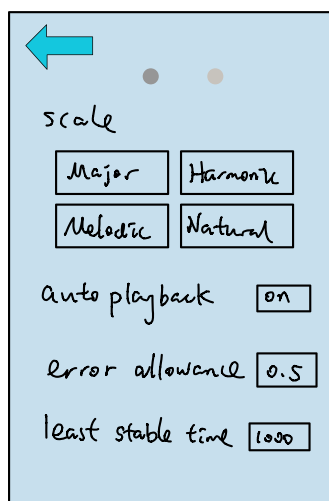 scale
Major Harmonic
Melodic Natural
auto playback on
error allowance 0.5
least stable time 1000